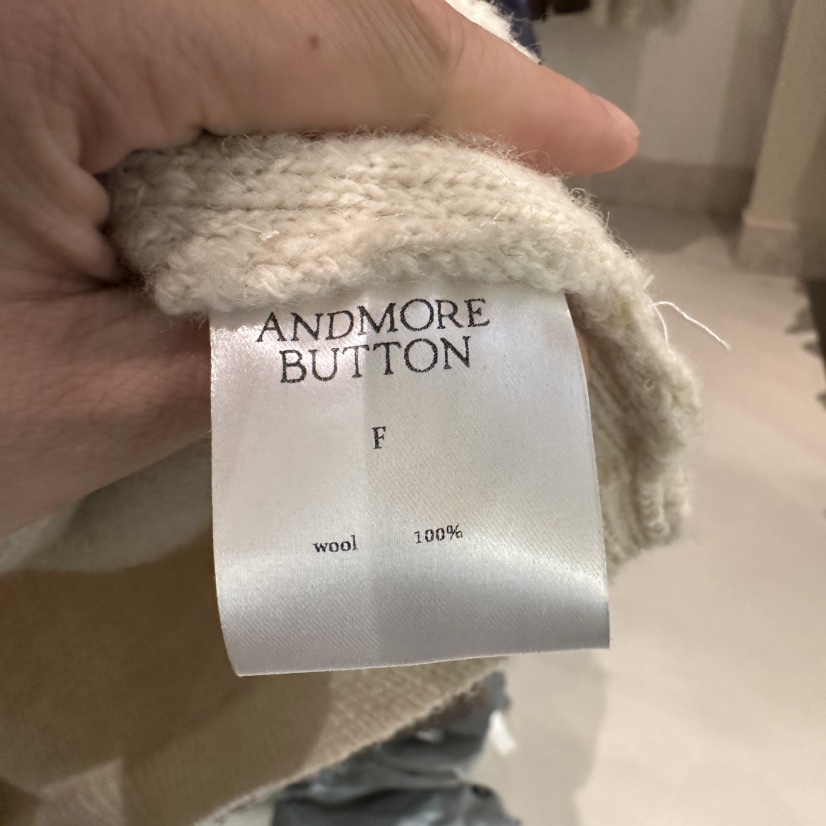 ANDMORE
BUTTON
F
wool 100%